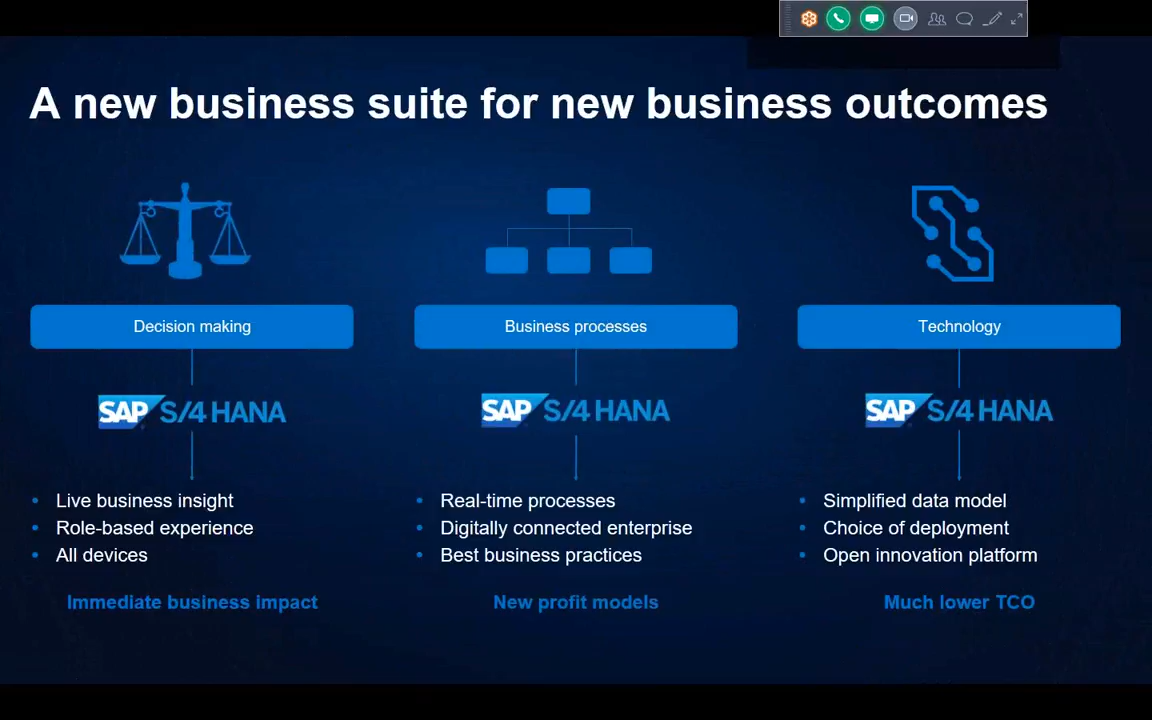 A new business suite for new business outcomes
Decision making
SAP S/4 HANA
• Live business insight
• Role-based experience
• All devices
Immediate business impact
Business processes
SAP S/4 HANA
• Real-time processes
• Digitally connected enterprise
• Best business practices
New profit models
Technology
SAP S/4 HANA
• Simplified data model
• Choice of deployment
• Open innovation platform
Much lower TCO